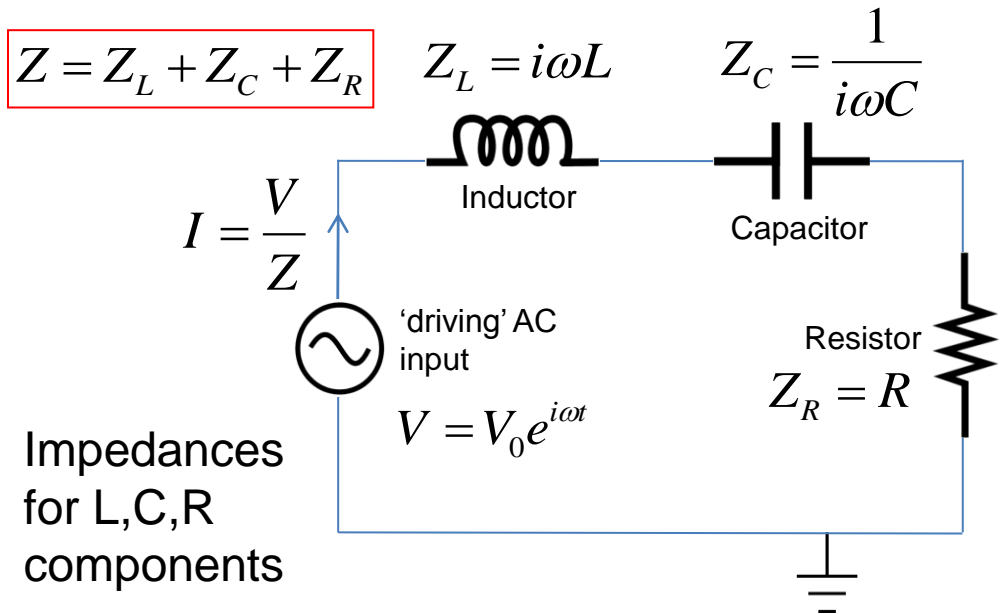 Z = Z_L + Z_C + Z_R
Z_L = iωL
Z_C = 1/(iωC)
Inductor
Capacitor
I = V/Z
'driving' AC
input
V = V_0 e^{iωt}
Resistor
Z_R = R
Impedances
for L,C,R
components